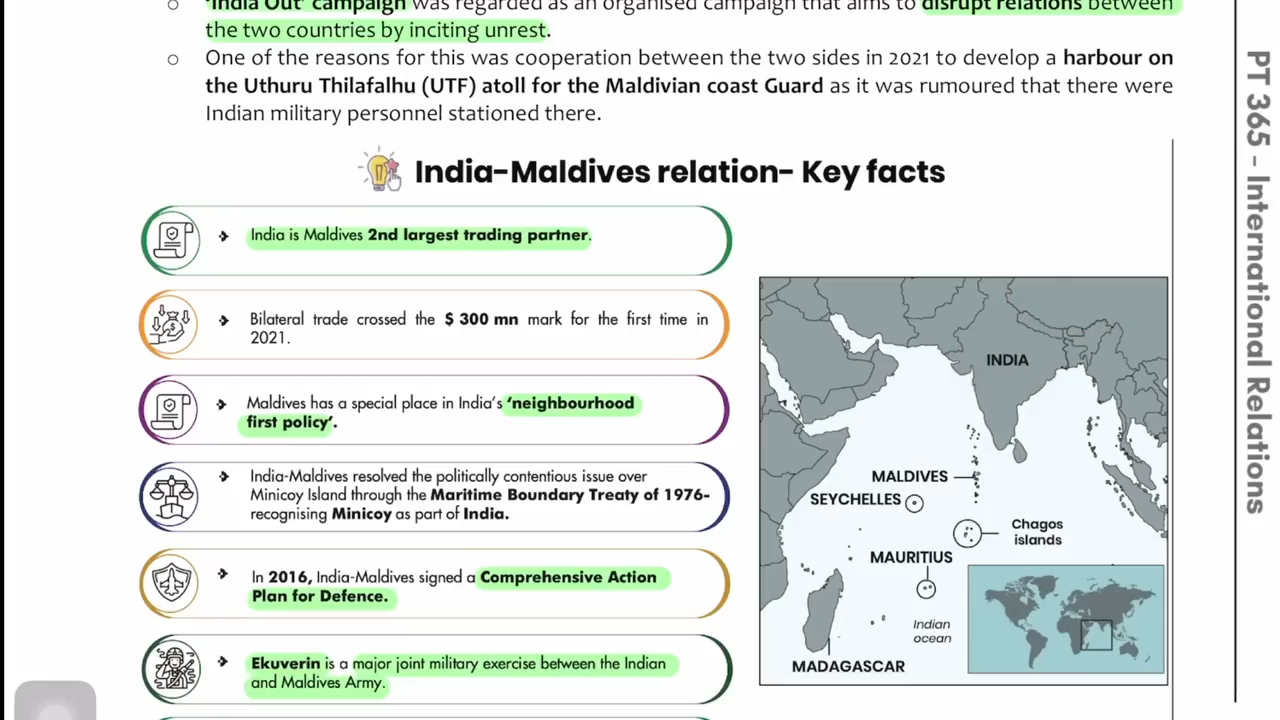 'India Out' campaign was regarded as an organised campaign that aims to disrupt relations between
the two countries by inciting unrest.
One of the reasons for this was cooperation between the two sides in 2021 to develop a harbour on
the Uthuru Thilafalhu (UTF) atoll for the Maldivian coast Guard as it was rumoured that there were
Indian military personnel stationed there.
India-Maldives relation- Key facts
India is Maldives 2nd largest trading partner.
Bilateral trade crossed the $ 300 mn mark for the first time in
2021.
Maldives has a special place in India's 'neighbourhood
first policy'.
India-Maldives resolved the politically contentious issue over
Minicoy Island through the Maritime Boundary Treaty of 1976-
recognising Minicoy as part of India.
In 2016, India-Maldives signed a Comprehensive Action
Plan for Defence.
Ekuverin is a major joint military exercise between the Indian
and Maldives Army.
INDIA
MALDIVES
SEYCHELLES
Chagos
islands
MAURITIUS
Indian
ocean
MADAGASCAR
PT 365 - International Relations